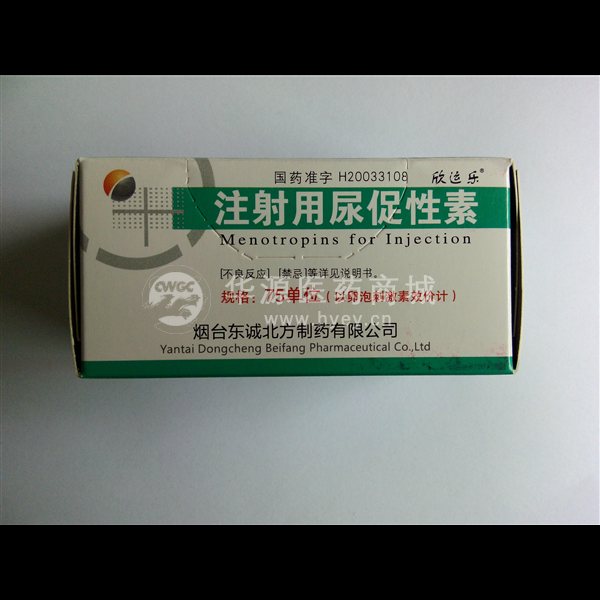 国药准字 H20033108 欣运乐®
注射用尿促性素
Menotropins for Injection
[不良反应] [禁忌]等详见说明书。
规格: 75单位 (以卵泡刺激素效价计)
CWGC 华源医药商城
www.hyey.cn
烟台东诚北方制药有限公司
Yantai Dongcheng Beifang Pharmaceutical Co.,Ltd